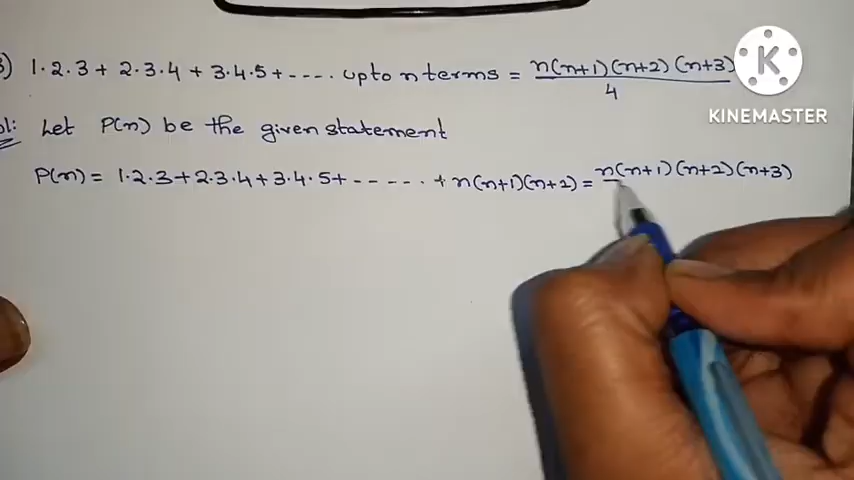 3) 1·2·3 + 2·3·4 + 3·4·5 + ---- upto n terms = n(n+1)(n+2)(n+3)/4
ol: Let P(n) be the given statement
P(n) = 1·2·3 + 2·3·4 + 3·4·5 + ------ + n(n+1)(n+2) = n(n+1)(n+2)(n+3)
K
KINEMASTER